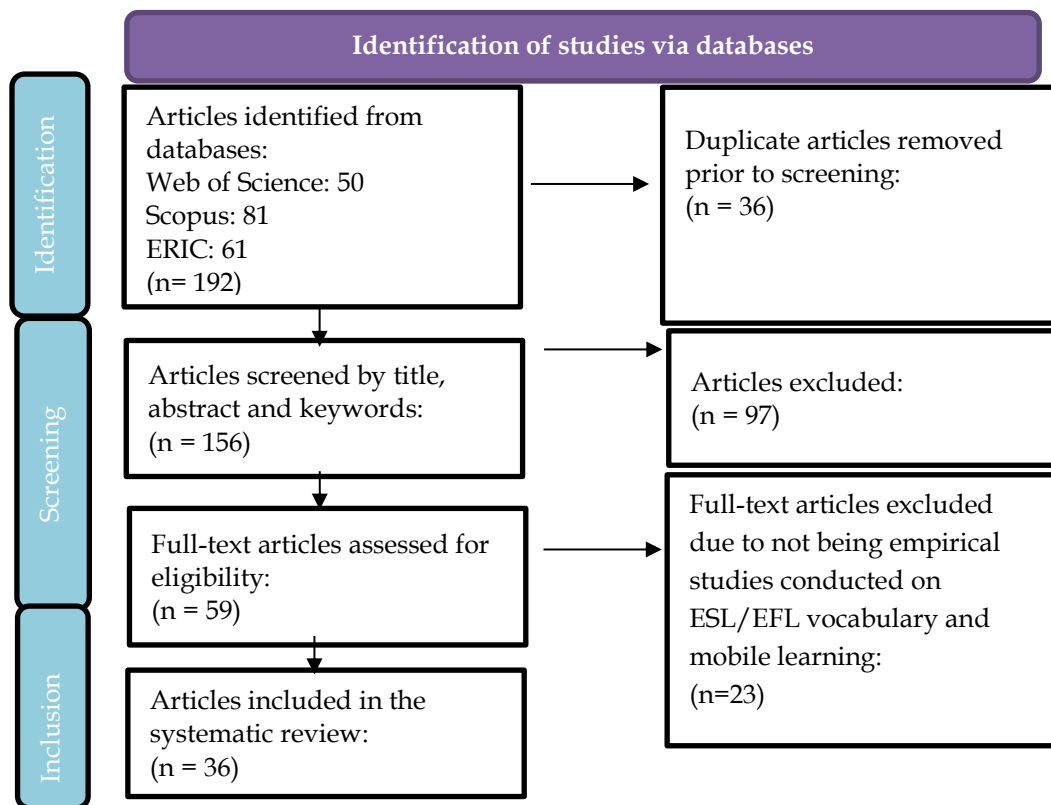 Identification of studies via databases
Identification
Articles identified from
databases:
Web of Science: 50
Scopus: 81
ERIC: 61
(n= 192)
Duplicate articles removed
prior to screening:
(n = 36)
Screening
Articles screened by title,
abstract and keywords:
(n = 156)
Articles excluded:
(n = 97)
Full-text articles assessed for
eligibility:
(n = 59)
Full-text articles excluded
due to not being empirical
studies conducted on
ESL/EFL vocabulary and
mobile learning:
(n=23)
Inclusion
Articles included in the
systematic review:
(n = 36)